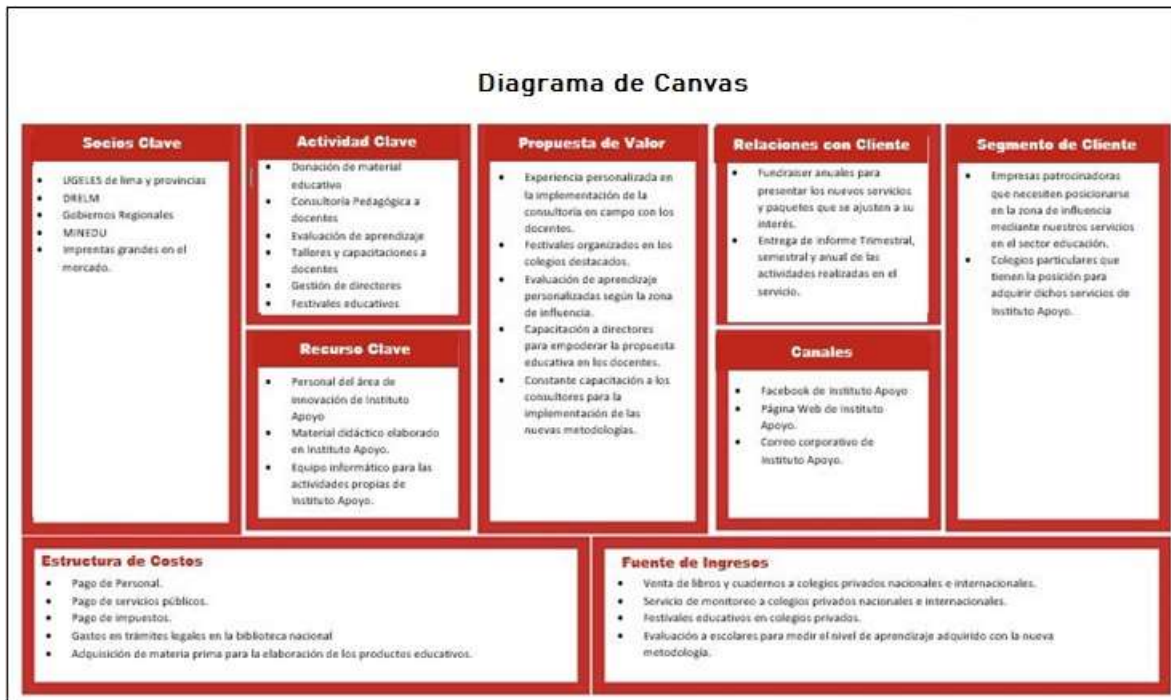 Diagrama de Canvas
Socios Clave
• UGELES de lima y provincias
• DRELM
• Gobiernos Regionales
• MINEDU
• Imprentas grandes en el
mercado.
Actividad Clave
• Donación de material
educativo
• Consultoría Pedagógica a
docentes
• Evaluación de aprendizaje
• Talleres y capacitaciones a
docentes
• Gestión de directores
• Festivales educativos
Recurso Clave
• Personal del área de
innovación de Instituto
Apoyo
• Material didáctico elaborado
en Instituto Apoyo.
• Equipo informático para las
actividades propias de
Instituto Apoyo.
Propuesta de Valor
• Experiencia personalizada en
la implementación de la
consultoría en campo con los
docentes.
• Festivales organizados en los
colegios destacados.
• Evaluación de aprendizaje
personalizadas según la zona
de influencia.
• Capacitación a directores
para empoderar la propuesta
educativa en los docentes.
• Constante capacitación a los
consultores para la
implementación de las
nuevas metodologías.
Relaciones con Cliente
• Fundraiser anuales para
presentar los nuevos servicios
y paquetes que se ajusten a su
interés.
• Entrega de informe Trimestral,
semestral y anual de las
actividades realizadas en el
servicio.
Canales
• Facebook de Instituto Apoyo
• Página Web de Instituto
Apoyo.
• Correo corporativo de
Instituto Apoyo.
Segmento de Cliente
• Empresas patrocinadoras
que necesiten posicionarse
en la zona de influencia
mediante nuestros servicios
en el sector educación.
• Colegios particulares que
tienen la posición para
adquirir dichos servicios de
Instituto Apoyo.
Estructura de Costos
• Pago de Personal.
• Pago de servicios públicos.
• Pago de impuestos.
• Gastos en trámites legales en la biblioteca nacional
• Adquisición de materia prima para la elaboración de los productos educativos.
Fuente de Ingresos
• Venta de libros y cuadernos a colegios privados nacionales e internacionales.
• Servicio de monitoreo a colegios privados nacionales e internacionales.
• Festivales educativos en colegios privados.
• Evaluación a escolares para medir el nivel de aprendizaje adquirido con la nueva
metodología.